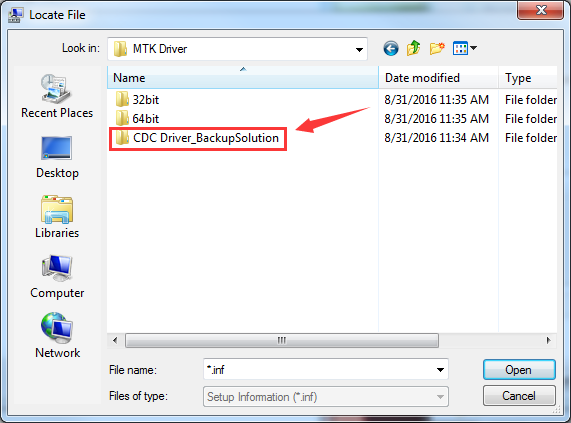 Locate File
Look in: MTK Driver
Name Date modified Type
32bit 8/31/2016 11:35 AM File folder
64bit 8/31/2016 11:35 AM File folder
CDC Driver_BackupSolution 8/31/2016 11:34 AM File folder
Recent Places
Desktop
Libraries
Computer
Network
File name: *.inf Open
Files of type: Setup Information (*.inf) Cancel